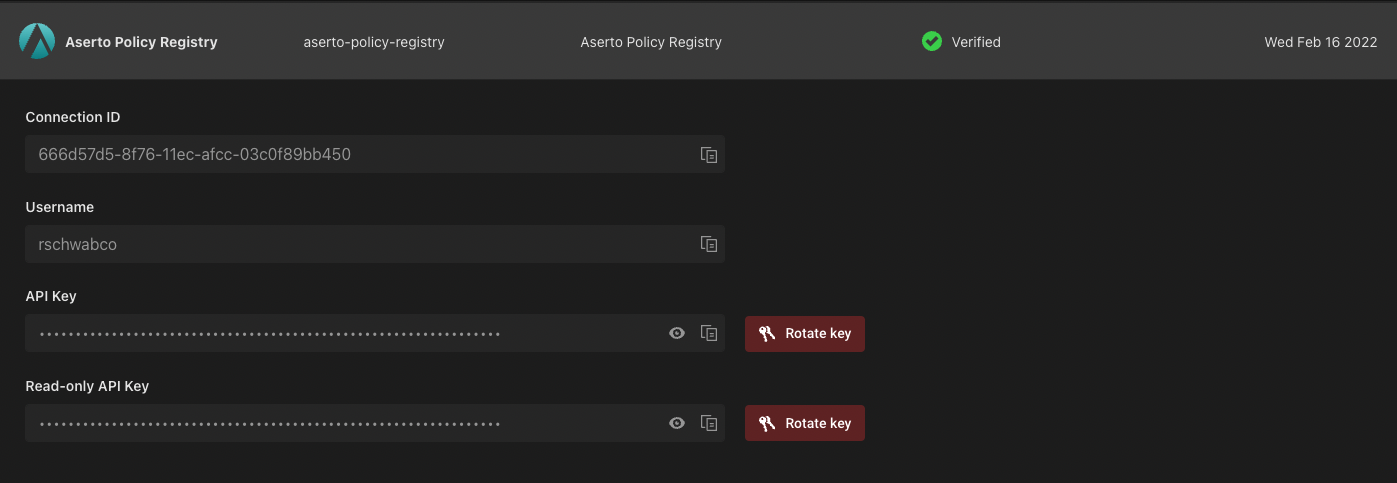 Aserto Policy Registry aserto-policy-registry Aserto Policy Registry Verified Wed Feb 16 2022
Connection ID
666d57d5-8f76-11ec-afcc-03c0f89bb450
Username
rschwabco
API Key
Rotate key
Read-only API Key
Rotate key